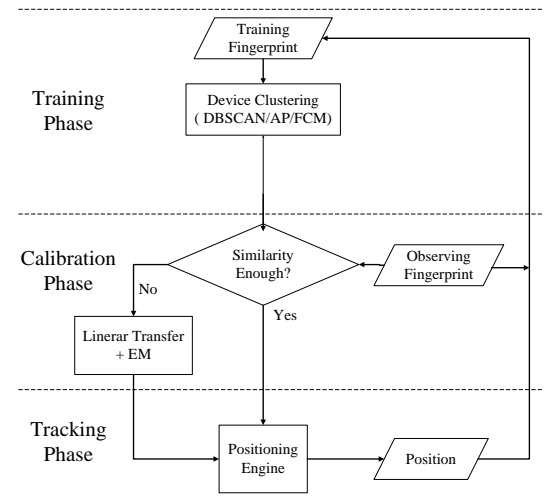 Training
Fingerprint
Training
Phase
Device Clustering
( DBSCAN/AP/FCM)
Calibration
Phase
Similarity
Enough?
Observing
Fingerprint
No
Yes
Linerar Transfer
+ EM
Tracking
Phase
Positioning
Engine
Position